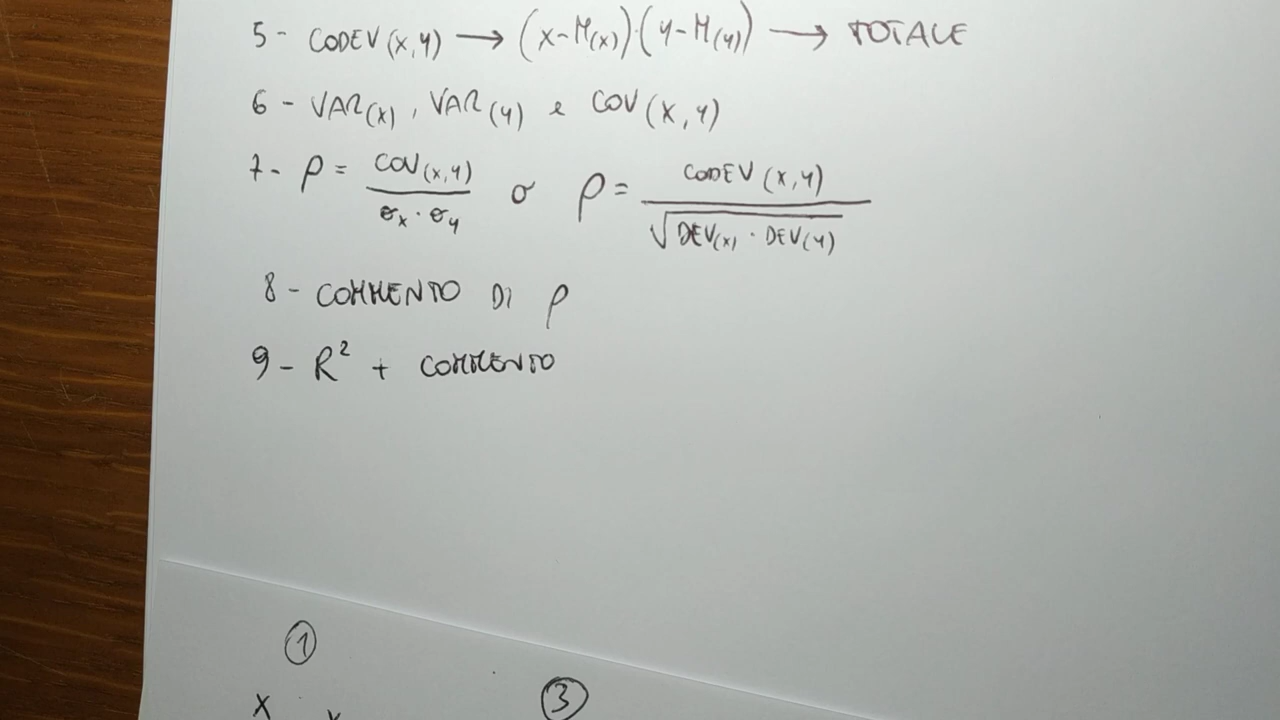 5 - CODEV(x,y) → (x-M(x))·(y-M(y)) → TOTALE
6 - VAR(x), VAR(y) e COV(x,y)
7 - ρ = COV(x,y) / σx · σy o ρ = CODEV(x,y) / √DEV(x) · DEV(y)
8 - COMMENTO DI ρ
9 - R² + COMMENTO
①
③
x